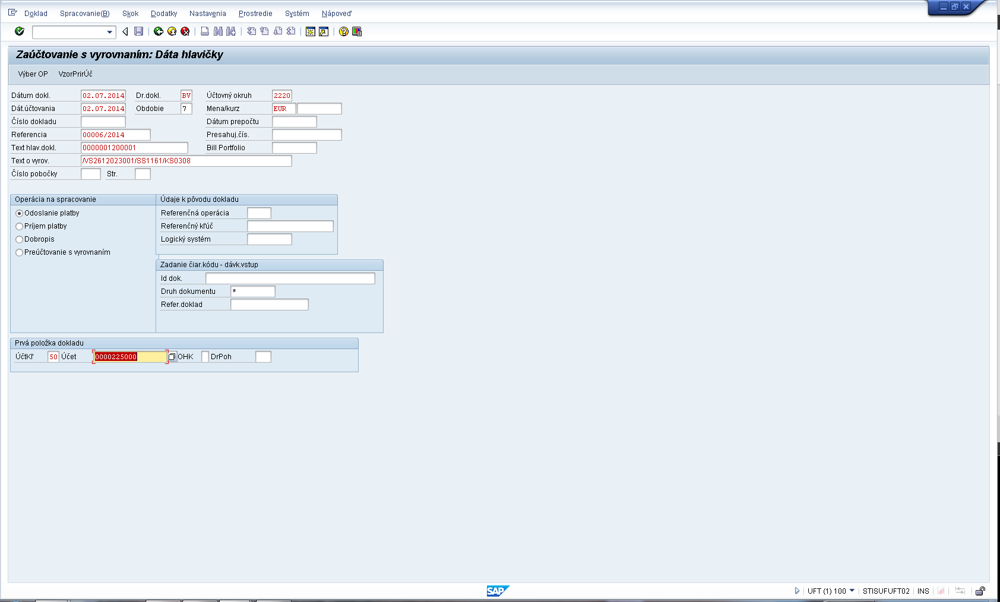 Doklad Spracovanie(B) Skok Dodatky Nastavenia Prostredie Systém Nápoveď
Zaúčtovanie s vyrovnaním: Dáta hlavičky
Výber OP VzorPrirÚč
Dátum dokl. 02.07.2014 Dr.dokl. BV Účtovný okruh 2220
Dát.účtovania 02.07.2014 Obdobie 7 Mena/kurz EUR
Číslo dokladu Dátum prepočtu
Referencia 00006/2014 Presahuj.čís.
Text hlav.dokl. 0000001200001 Bill Portfolio
Text o vyrov. /VS2612023001/SS1161/KS0308
Číslo pobočky Str.
Operácia na spracovanie Údaje k pôvodu dokladu
Odoslanie platby Referenčná operácia
Príjem platby Referenčný kľúč
Dobropis Logický systém
Preúčtovanie s vyrovnaním
Zadanie čiar.kódu - dávk.vstup
Id dok.
Druh dokumentu *
Refer.doklad
Prvá položka dokladu
ÚčtKľ 50 Účet 0000225000 OHK DrPoh
SAP UFT (1) 100 STISUFUFT02 INS